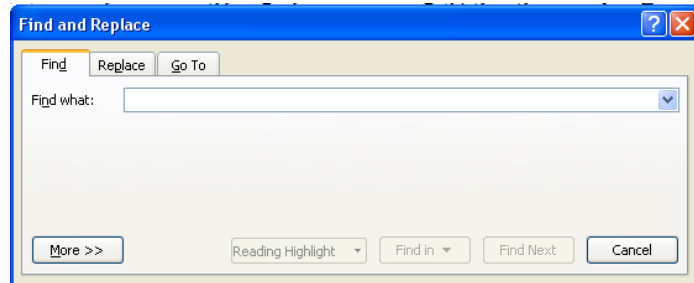 Find and Replace
Find Replace Go To
Find what:
More >> Reading Highlight Find in Find Next Cancel